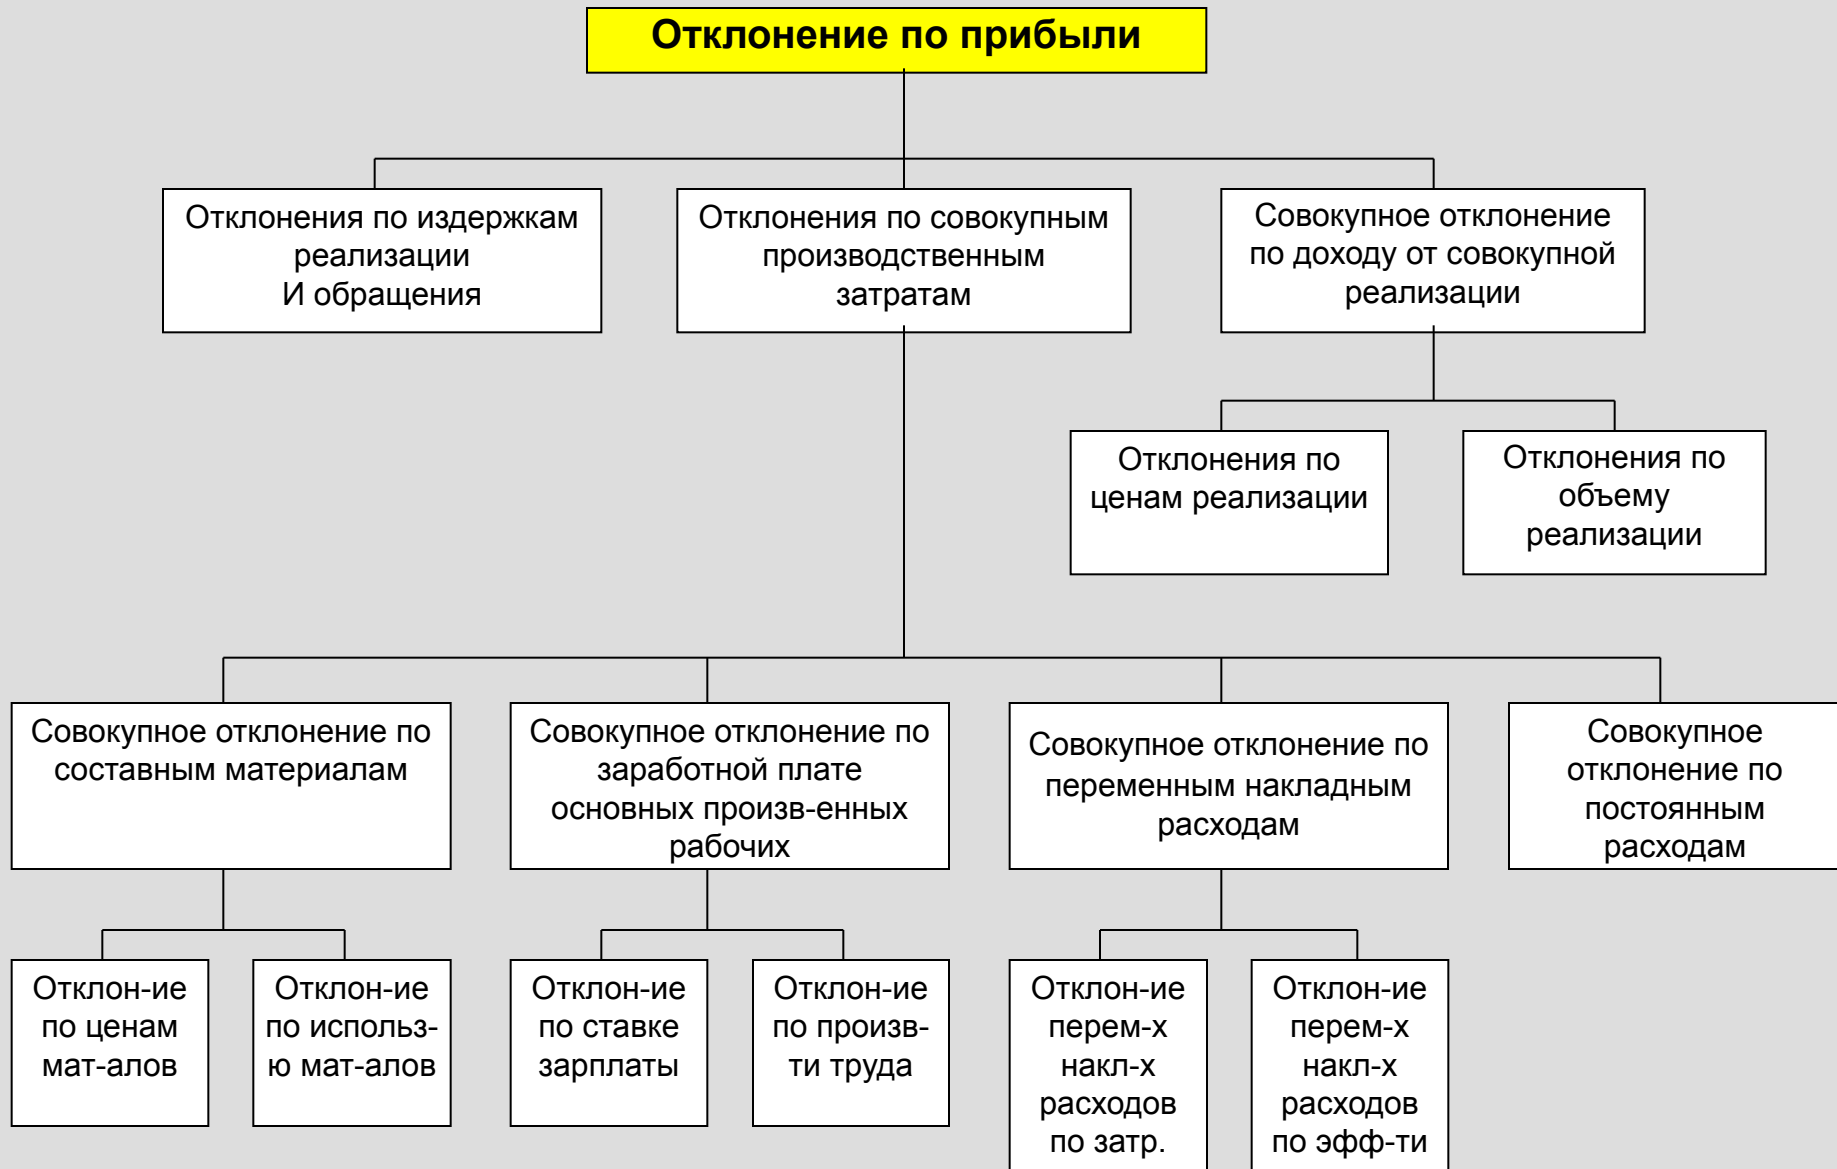 Отклонение по прибыли
Отклонения по издержкам
реализации
И обращения
Отклонения по совокупным
производственным
затратам
Совокупное отклонение
по доходу от совокупной
реализации
Отклонения по
ценам реализации
Отклонения по
объему
реализации
Совокупное отклонение по
составным материалам
Совокупное отклонение по
заработной плате
основных произв-енных
рабочих
Совокупное отклонение по
переменным накладным
расходам
Совокупное
отклонение по
постоянным
расходам
Отклон-ие
по ценам
мат-алов
Отклон-ие
по использ-
ю мат-алов
Отклон-ие
по ставке
зарплаты
Отклон-ие
по произв-
ти труда
Отклон-ие
перем-х
накл-х
расходов
по затр.
Отклон-ие
перем-х
накл-х
расходов
по эфф-ти